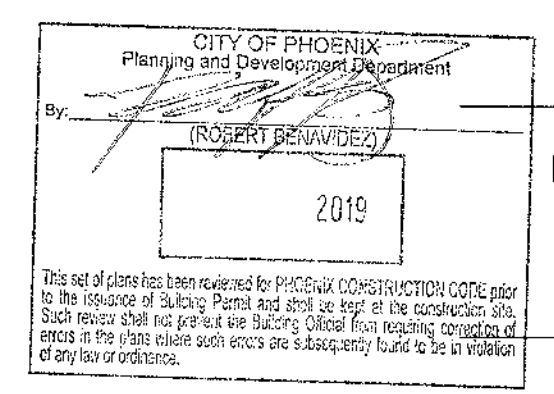 CITY OF PHOENIX
Planning and Development Department
By:
(ROBERT BENAVIDEZ)
2019
This set of plans has been reviewed for PHOENIX CONSTRUCTION CODE prior
to the issuance of Building Permit and shall be kept at the construction site.
Such review shall not prevent the Building Official from requiring correction of
errors in the plans where such errors are subsequently found to be in violation
of any law or ordinance.